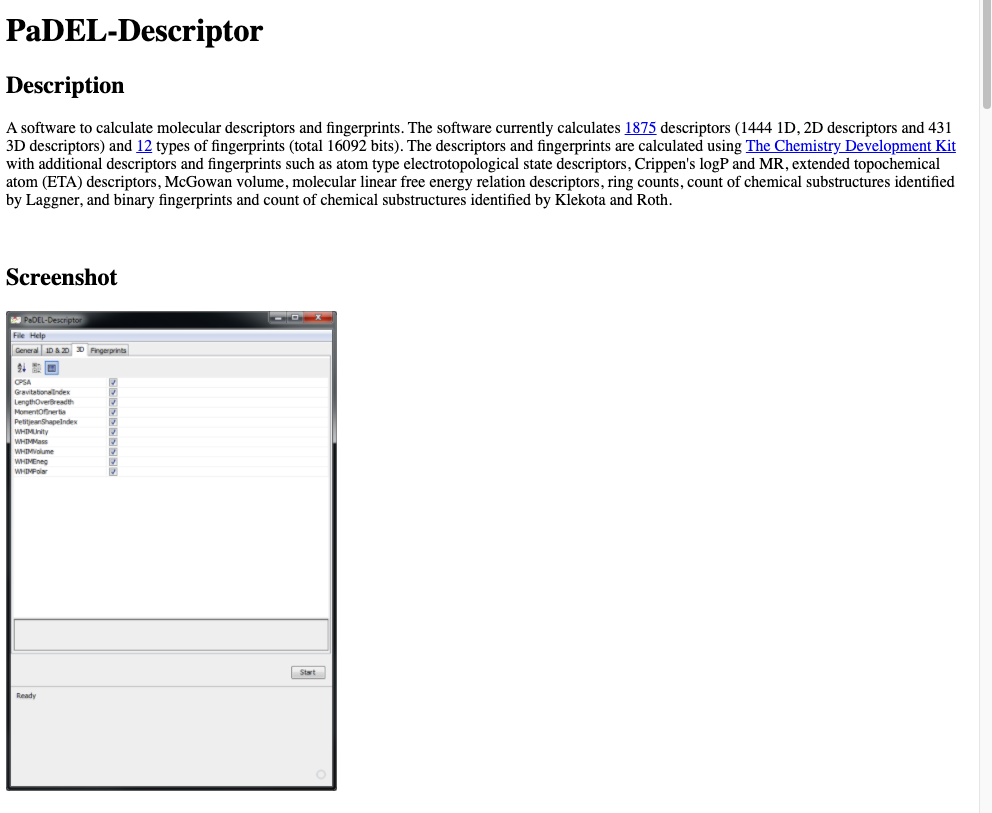 PaDEL-Descriptor
Description
A software to calculate molecular descriptors and fingerprints. The software currently calculates 1875 descriptors (1444 1D, 2D descriptors and 431
3D descriptors) and 12 types of fingerprints (total 16092 bits). The descriptors and fingerprints are calculated using The Chemistry Development Kit
with additional descriptors and fingerprints such as atom type electrotopological state descriptors, Crippen's logP and MR, extended topochemical
atom (ETA) descriptors, McGowan volume, molecular linear free energy relation descriptors, ring counts, count of chemical substructures identified
by Laggner, and binary fingerprints and count of chemical substructures identified by Klekota and Roth.
Screenshot
PaDEL-Descriptor
File Help
General 1D & 2D 3D Fingerprints
CPSA
GravitationalIndex
LengthOverBreadth
MomentOfInertia
PetitjeanShapeIndex
WHIMUnity
WHIMMass
WHIMVolume
WHIMEneg
WHIMPolar
Start
Ready